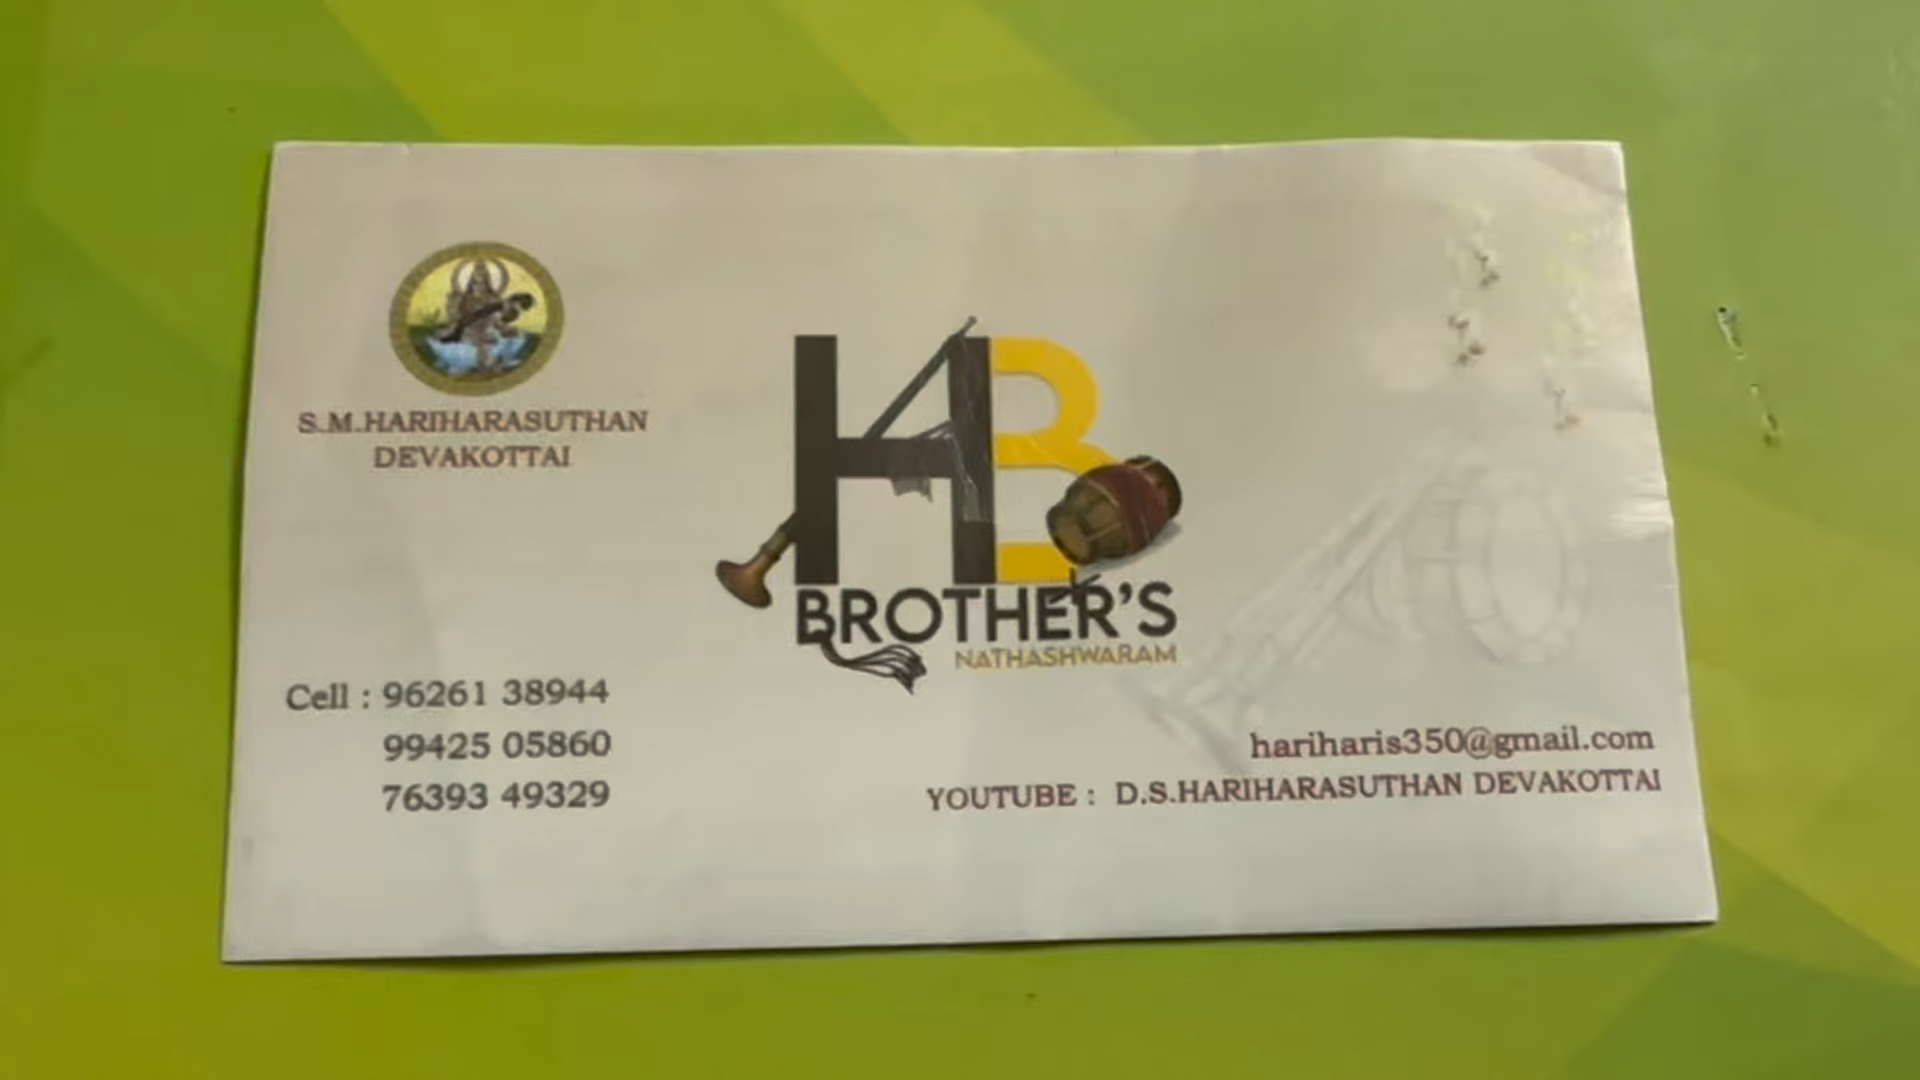 S.M.HARIHARASUTHAN
DEVAKOTTAI
HB
BROTHER'S
NATHASHWARAM
Cell : 96261 38944
99425 05860
76393 49329
hariharis350@gmail.com
YOUTUBE : D.S.HARIHARASUTHAN DEVAKOTTAI